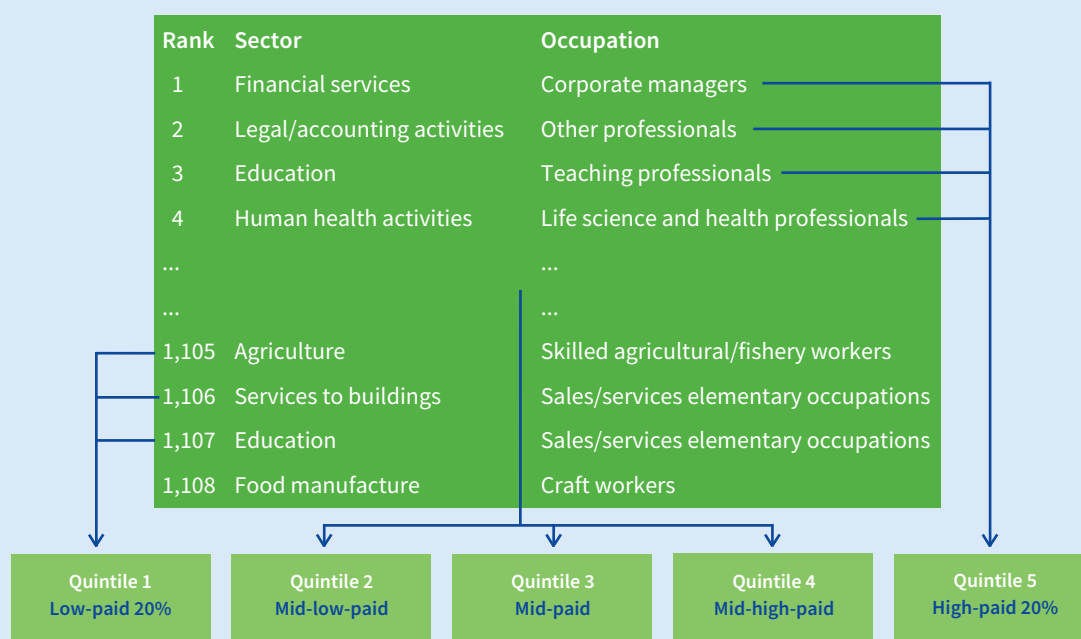 Rank Sector Occupation
1 Financial services Corporate managers
2 Legal/accounting activities Other professionals
3 Education Teaching professionals
4 Human health activities Life science and health professionals
... ...
... ...
1,105 Agriculture Skilled agricultural/fishery workers
1,106 Services to buildings Sales/services elementary occupations
1,107 Education Sales/services elementary occupations
1,108 Food manufacture Craft workers
Quintile 1
Low-paid 20%
Quintile 2
Mid-low-paid
Quintile 3
Mid-paid
Quintile 4
Mid-high-paid
Quintile 5
High-paid 20%